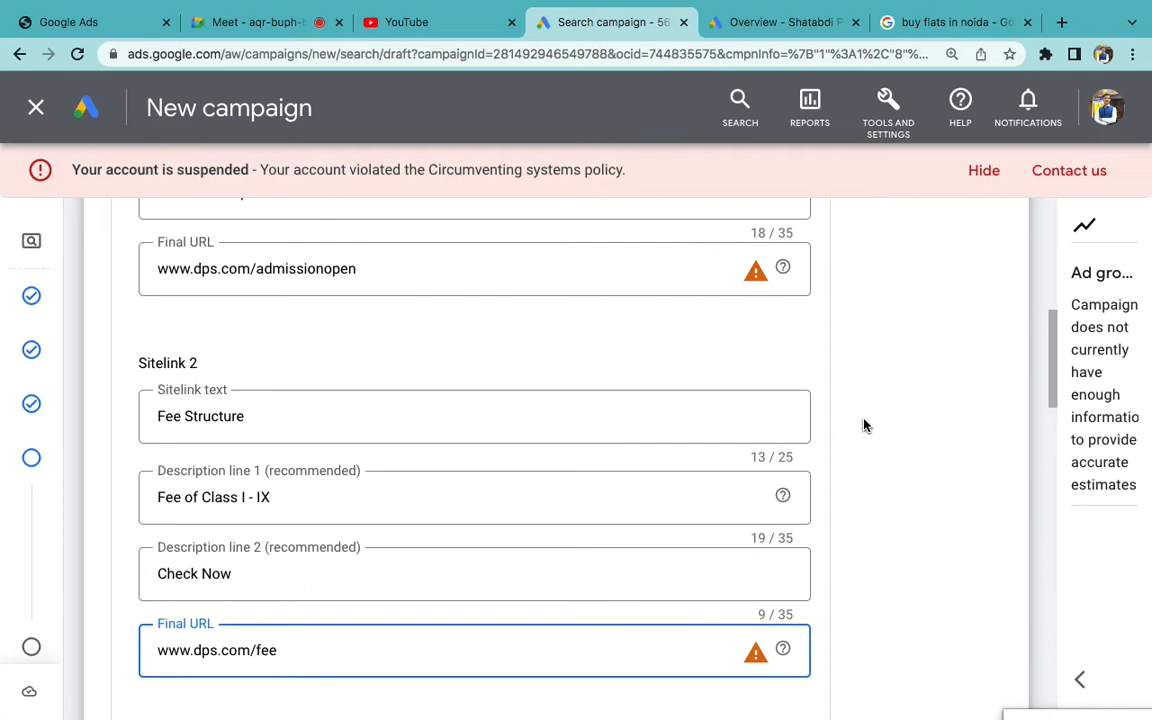 Google Ads
Meet - aqr-buph-b
YouTube
Search campaign - 56
Overview - Shatabdi P
buy flats in noida - Go
ads.google.com/aw/campaigns/new/search/draft?campaignId=281492946549788&ocid=744835575&cmpnInfo=%7B"1"%3A1%2C"8"%...
New campaign
SEARCH
REPORTS
TOOLS AND
SETTINGS
HELP
NOTIFICATIONS
Your account is suspended - Your account violated the Circumventing systems policy.
Hide
Contact us
18 / 35
Final URL
www.dps.com/admissionopen
Sitelink 2
Sitelink text
Fee Structure
13 / 25
Description line 1 (recommended)
Fee of Class I - IX
19 / 35
Description line 2 (recommended)
Check Now
9 / 35
Final URL
www.dps.com/fee
Ad gro...
Campaign
does not
currently
have
enough
informatio
to provide
accurate
estimates